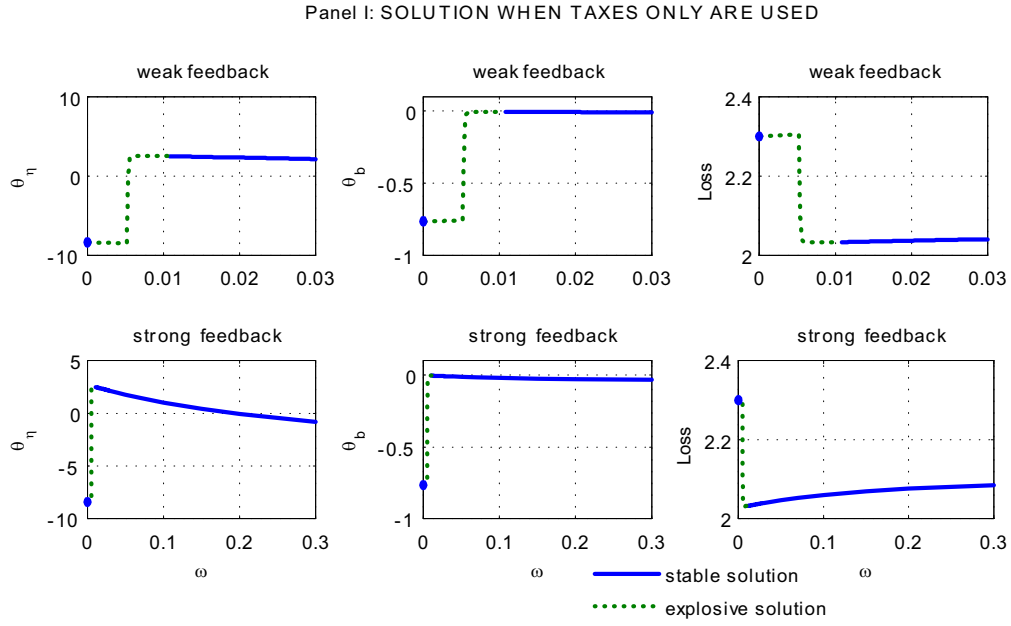 Panel I: SOLUTION WHEN TAXES ONLY ARE USED
weak feedback
10
0
-10
θη
0 0.01 0.02 0.03
weak feedback
0
-0.5
-1
θb
0 0.01 0.02 0.03
weak feedback
2.4
2.2
2
Loss
0 0.01 0.02 0.03
strong feedback
5
0
-5
-10
θη
0 0.1 0.2 0.3
ω
strong feedback
0
-0.5
-1
θb
0 0.1 0.2 0.3
ω
strong feedback
2.4
2.2
2
Loss
0 0.1 0.2 0.3
ω
stable solution
explosive solution